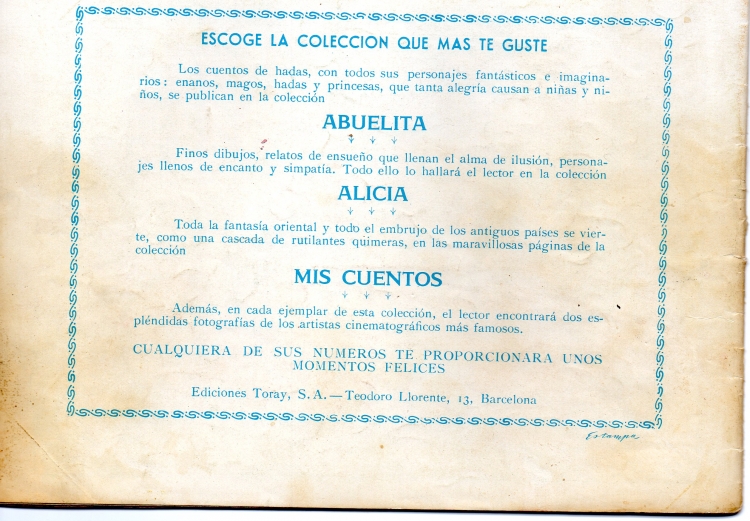 ESCOGE LA COLECCION QUE MAS TE GUSTE
Los cuentos de hadas, con todos sus personajes fantásticos e imagina-
rios: enanos, magos, hadas y princesas, que tanta alegría causan a niñas y ni-
ños, se publican en la colección
ABUELITA
Finos dibujos, relatos de ensueño que llenan el alma de ilusión, persona-
jes llenos de encanto y simpatía. Todo ello lo hallará el lector en la colección
ALICIA
Toda la fantasía oriental y todo el embrujo de los antiguos países se vier-
te, como una cascada de rutilantes quimeras, en las maravillosas páginas de la
colección
MIS CUENTOS
Además, en cada ejemplar de esta colección, el lector encontrará dos es-
pléndidas fotografías de los artistas cinematográficos más famosos.
CUALQUIERA DE SUS NUMEROS TE PROPORCIONARA UNOS
MOMENTOS FELICES
Ediciones Toray, S. A. — Teodoro Llorente, 13, Barcelona
Estampa